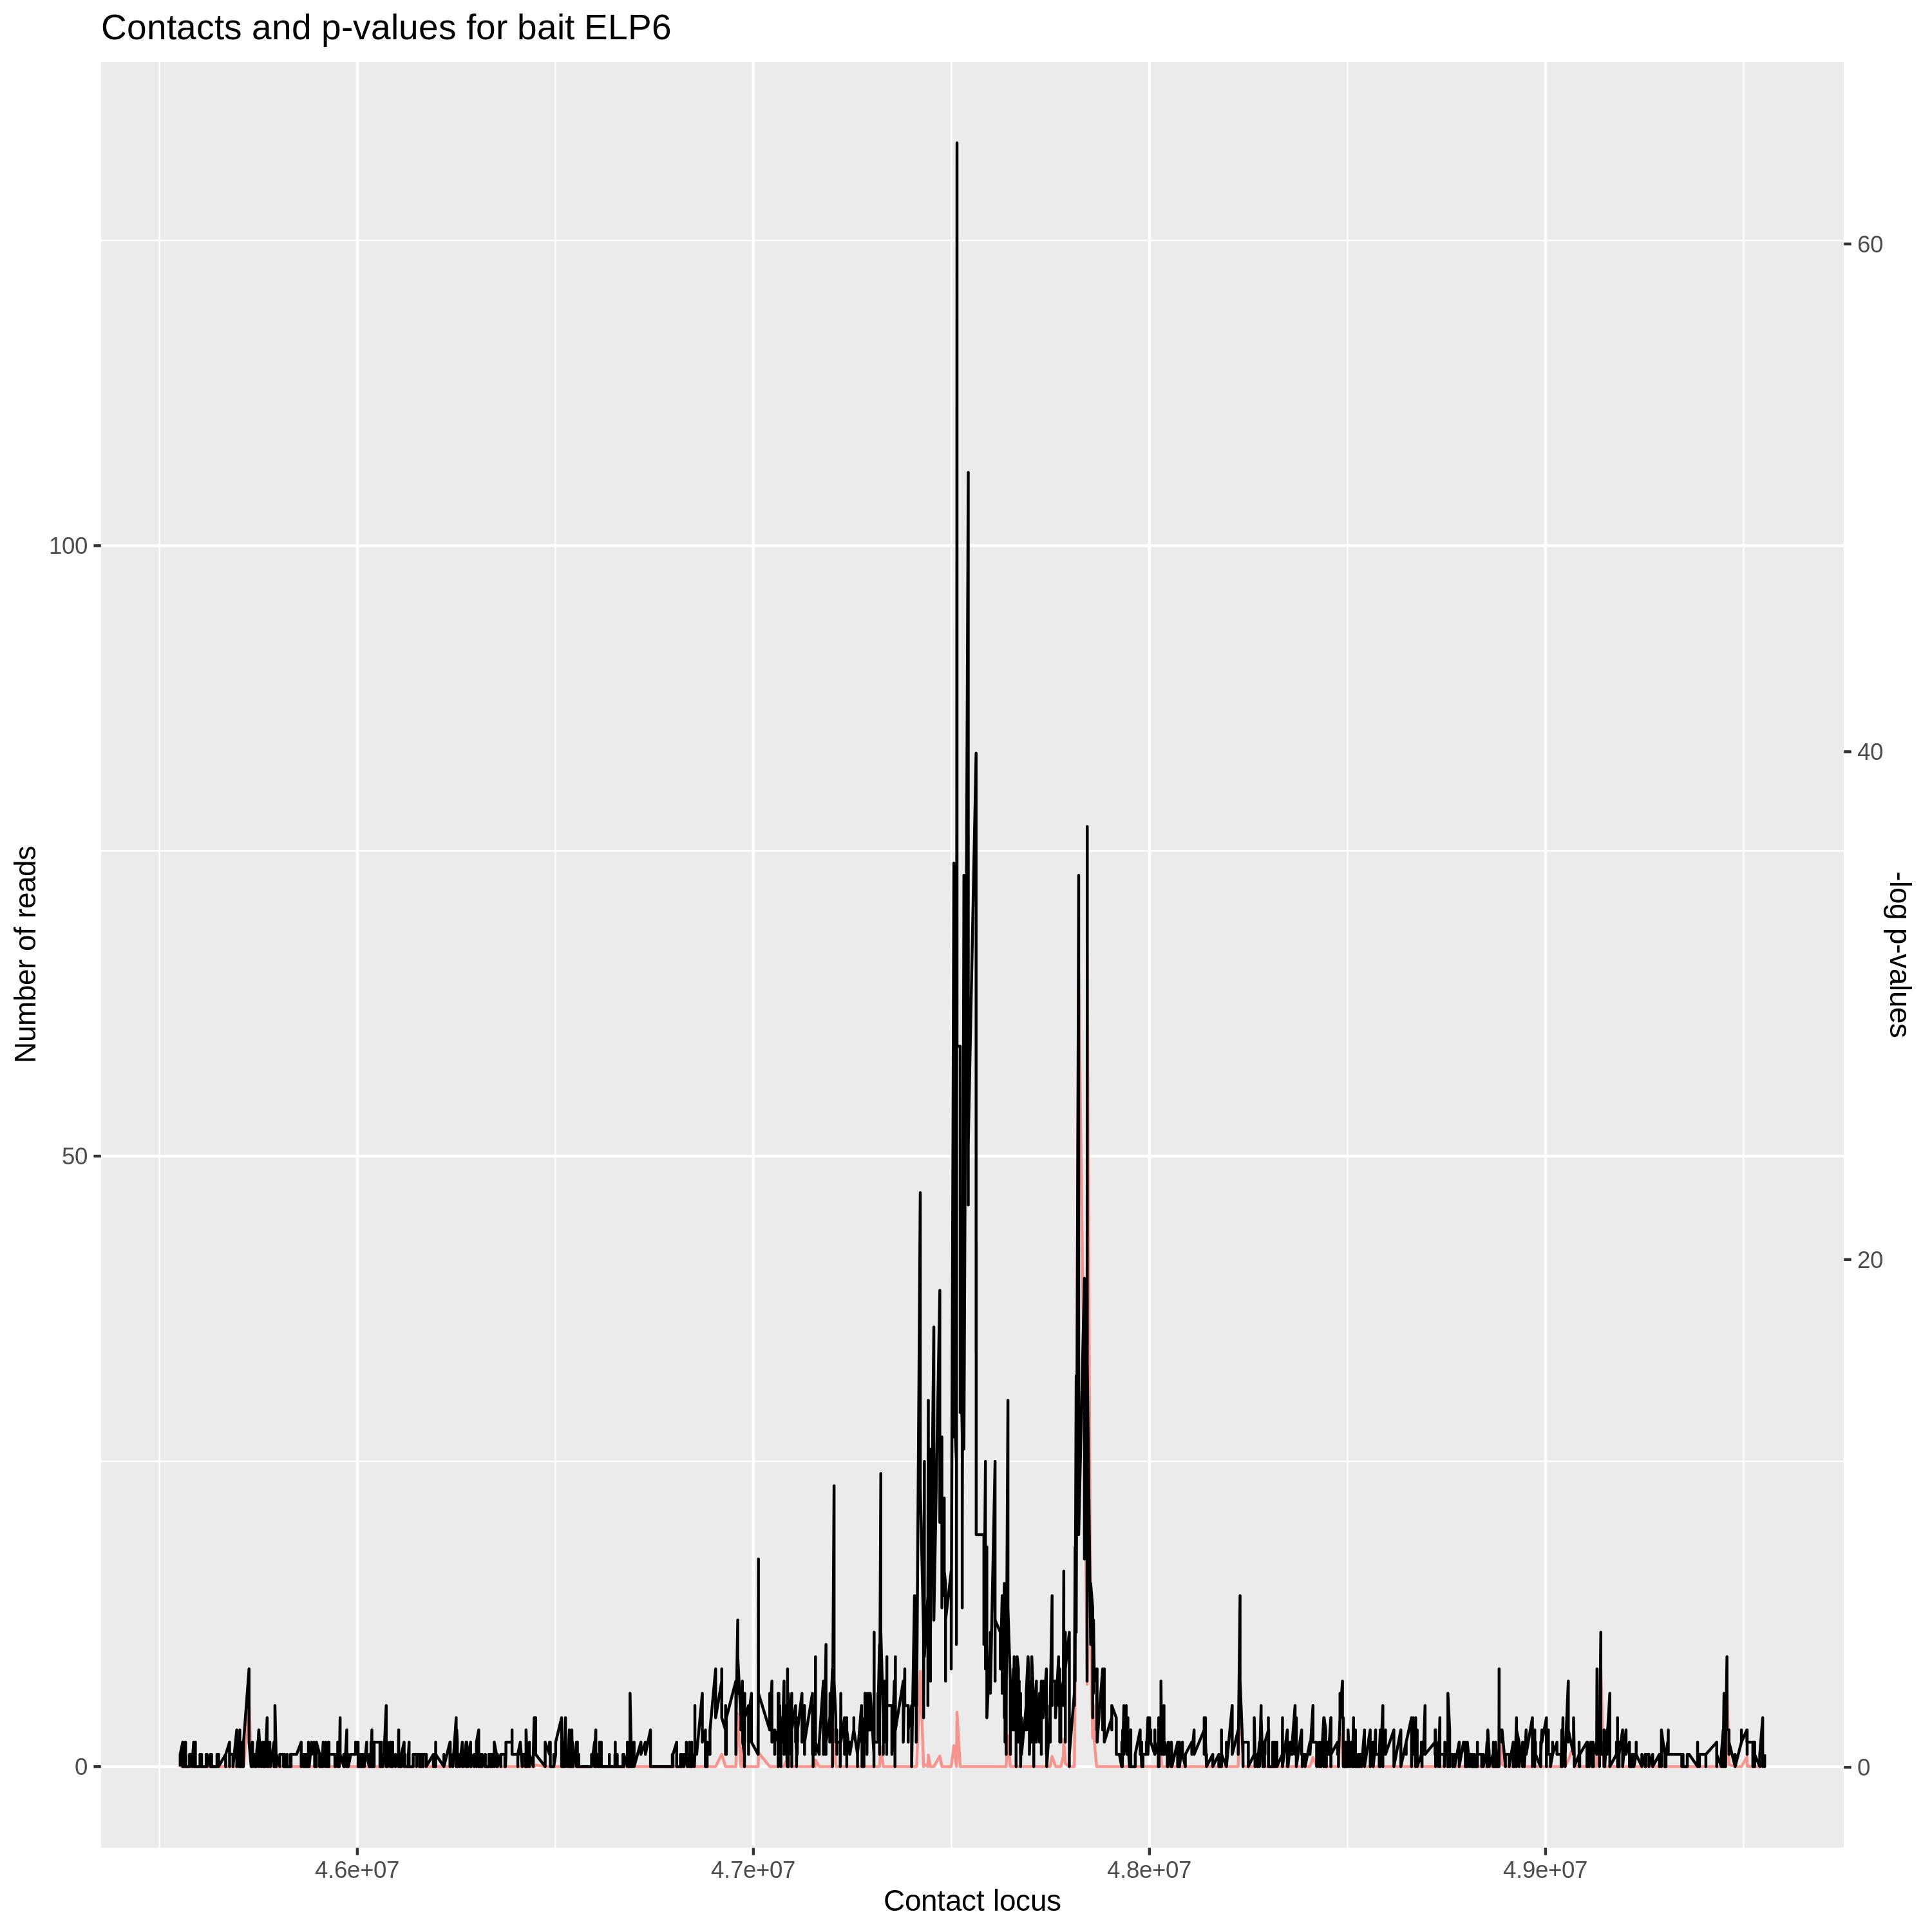 Contacts and p-values for bait ELP6
Number of reads
100
50
0
60
40
20
0
-log p-values
4.6e+07
4.7e+07
4.8e+07
4.9e+07
Contact locus